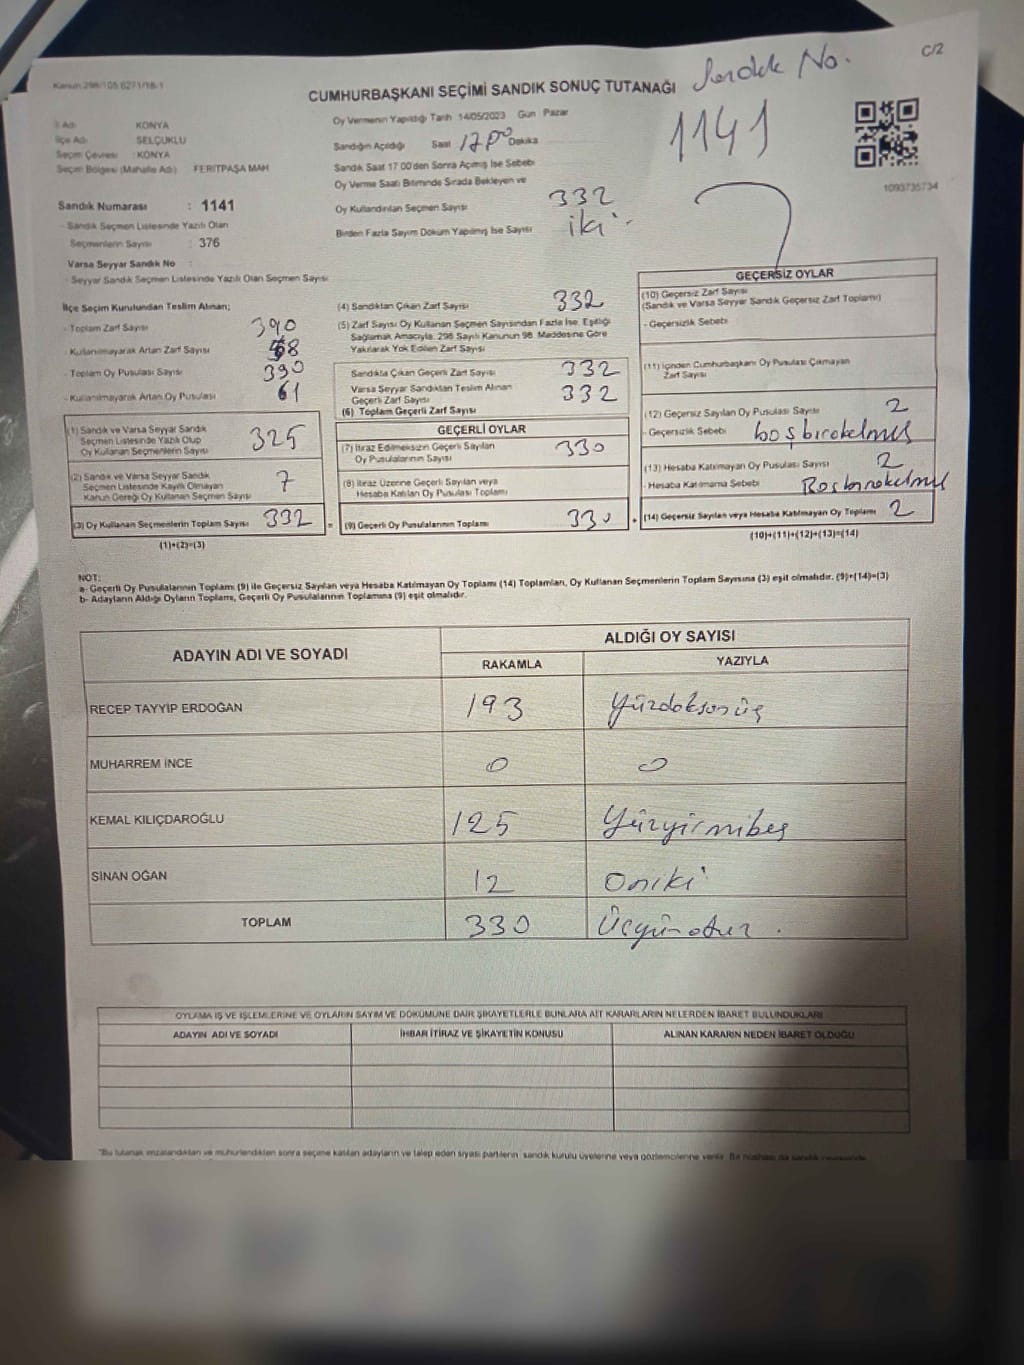 C/2
Kanun 298/105 6271/18-1
CUMHURBAŞKANI SEÇİMİ SANDIK SONUÇ TUTANAĞI
Sandık No.
1141
İl Adı : KONYA
İlçe Adı : SELÇUKLU
Seçim Çevresi : KONYA
Seçim Bölgesi (Mahalle Adı) : FERİTPAŞA MAH
Sandık Numarası : 1141
- Sandık Seçmen Listesinde Yazılı Olan
Seçmenlerin Sayısı : 376
Varsa Seyyar Sandık No :
- Seyyar Sandık Seçmen Listesinde Yazılı Olan Seçmen Sayısı
Oy Vermenin Yapıldığı Tarih 14/05/2023 Gün Pazar
Sandığın Açıldığı Saat 17 00 Dakika
Sandık Saat 17:00'den Sonra Açılmış İse Sebebi
Oy Verme Saati Bitiminde Sırada Bekleyen ve
Oy Kullandırılan Seçmen Sayısı 332
Birden Fazla Sayım Döküm Yapılmış İse Sayısı iki
1093735734
İlçe Seçim Kurulundan Teslim Alınan;
- Toplam Zarf Sayısı 390
- Kullanılmayarak Artan Zarf Sayısı 58
- Toplam Oy Pusulası Sayısı 390
- Kullanılmayarak Artan Oy Pusulası 61
(1) Sandık ve Varsa Seyyar Sandık
Seçmen Listesinde Yazılı Olup
Oy Kullanan Seçmenlerin Sayısı 325
(2) Sandık ve Varsa Seyyar Sandık
Seçmen Listesinde Kayıtlı Olmayan
Kanun Gereği Oy Kullanan Seçmen Sayısı 7
(3) Oy Kullanan Seçmenlerin Toplam Sayısı 332 =
(1)+(2)=(3)
(4) Sandıktan Çıkan Zarf Sayısı 332
(5) Zarf Sayısı Oy Kullanan Seçmen Sayısından Fazla İse, Eşitliği
Sağlamak Amacıyla, 298 Sayılı Kanunun 98. Maddesine Göre
Yakılarak Yok Edilen Zarf Sayısı
Sandıkta Çıkan Geçerli Zarf Sayısı 332
Varsa Seyyar Sandıktan Teslim Alınan
Geçerli Zarf Sayısı 332
(6) Toplam Geçerli Zarf Sayısı
GEÇERLİ OYLAR
(7) İtiraz Edilmeksizin Geçerli Sayılan
Oy Pusulalarının Sayısı 330
(8) İtiraz Üzerine Geçerli Sayılan veya
Hesaba Katılan Oy Pusulası Toplamı
(9) Geçerli Oy Pusulalarının Toplamı 330 +
GEÇERSİZ OYLAR
(10) Geçersiz Zarf Sayısı
(Sandık ve Varsa Seyyar Sandık Geçersiz Zarf Toplamı)
- Geçersizlik Sebebi
(11) İçinden Cumhurbaşkanı Oy Pusulası Çıkmayan
Zarf Sayısı
(12) Geçersiz Sayılan Oy Pusulası Sayısı 2
- Geçersizlik Sebebi boş bırakılmış
(13) Hesaba Katılmayan Oy Pusulası Sayısı 2
- Hesaba Katılmama Sebebi Boş bırakılmış
(14) Geçersiz Sayılan veya Hesaba Katılmayan Oy Toplamı 2
(10)+(11)+(12)+(13)=(14)
NOT:
a- Geçerli Oy Pusulalarının Toplamı (9) ile Geçersiz Sayılan veya Hesaba Katılmayan Oy Toplamı (14) Toplamları, Oy Kullanan Seçmenlerin Toplam Sayısına (3) eşit olmalıdır. (9)+(14)=(3)
b- Adayların Aldığı Oyların Toplamı, Geçerli Oy Pusulalarının Toplamına (9) eşit olmalıdır.
ADAYIN ADI VE SOYADI
ALDIĞI OY SAYISI
RAKAMLA YAZIYLA
RECEP TAYYİP ERDOĞAN 193 Yüzdoksanüç
MUHARREM İNCE 0 0
KEMAL KILIÇDAROĞLU 125 Yüzyirmibeş
SİNAN OĞAN 12 Oniki
TOPLAM 330 Üçyüzotuz.
OYLAMA İŞ VE İŞLEMLERİNE VE OYLARIN SAYIM VE DÖKÜMÜNE DAİR ŞİKAYETLERLE BUNLARA AİT KARARLARIN NELERDEN İBARET BULUNDUKLARI
ADAYIN ADI VE SOYADI İHBAR İTİRAZ VE ŞİKAYETİN KONUSU ALINAN KARARIN NEDEN İBARET OLDUĞU
"Bu tutanak imzalandıktan ve mühürlendikten sonra seçime katılan adayların ve talep eden siyasi partilerin, sandık kurulu üyelerine veya gözlemcilerine verilir. Bir nüshası da sandık